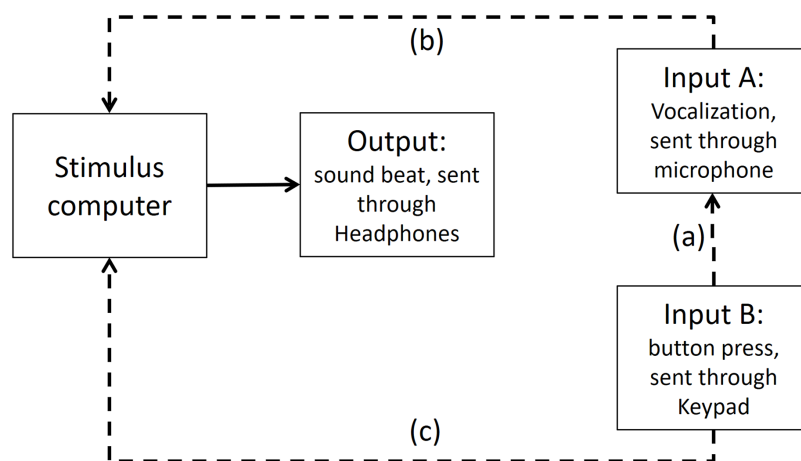 (b)
Input A:
Vocalization,
sent through
microphone
Stimulus
computer
Output:
sound beat, sent
through
Headphones
(a)
Input B:
button press,
sent through
Keypad
(c)